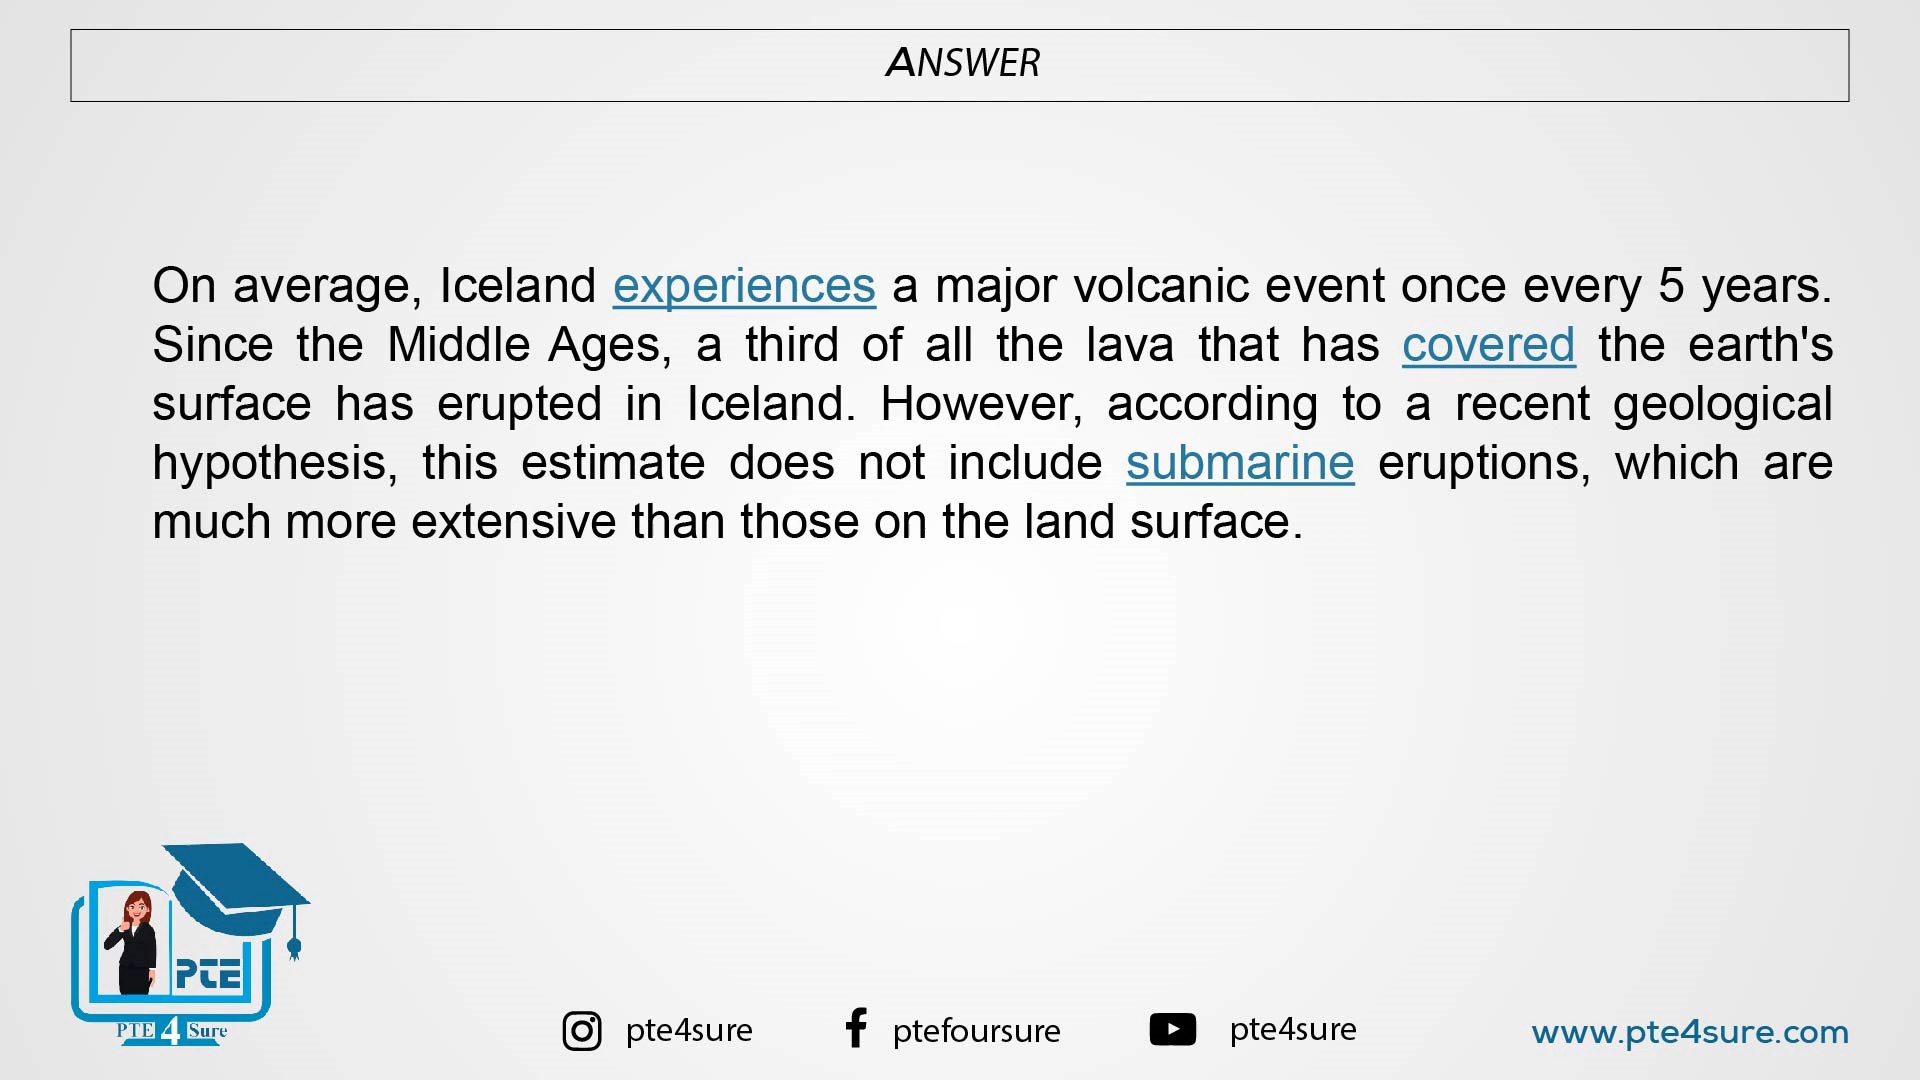 ANSWER
On average, Iceland experiences a major volcanic event once every 5 years.
Since the Middle Ages, a third of all the lava that has covered the earth's
surface has erupted in Iceland. However, according to a recent geological
hypothesis, this estimate does not include submarine eruptions, which are
much more extensive than those on the land surface.
PTE
PTE 4 Sure
pte4sure
ptefoursure
pte4sure
www.pte4sure.com